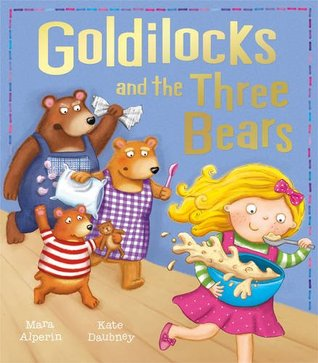 Goldilocks
and the Three
Bears
Mara
Alperin
Kate
Daubney